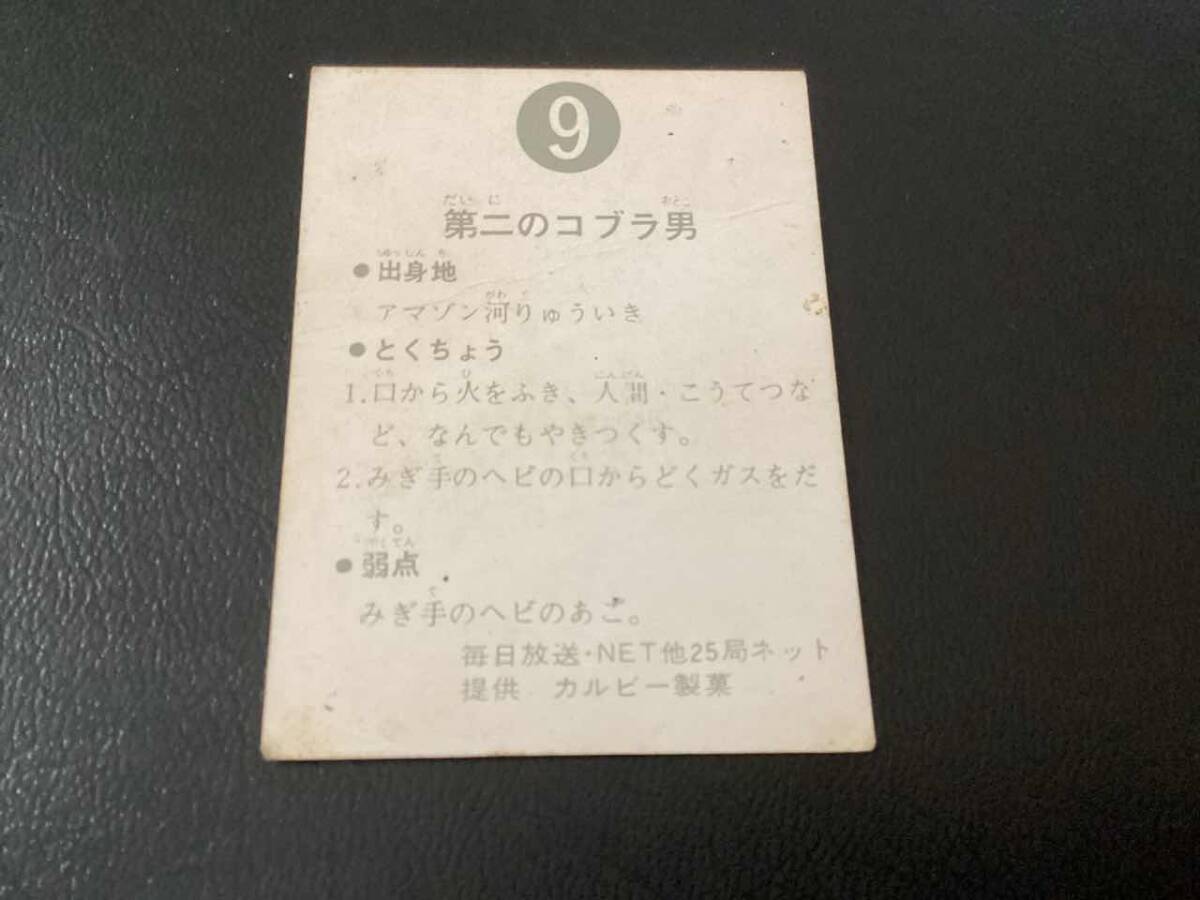 9
第二のコブラ男
●出身地
アマゾン河りゅういき
●とくちょう
1.口から火をふき、人間・こうてつな
ど、なんでもやきつくす。
2.みぎ手のヘビの口からどくガスをだ
す。
●弱点
みぎ手のヘビのあご。
毎日放送・NET他25局ネット
提供 カルビー製菓